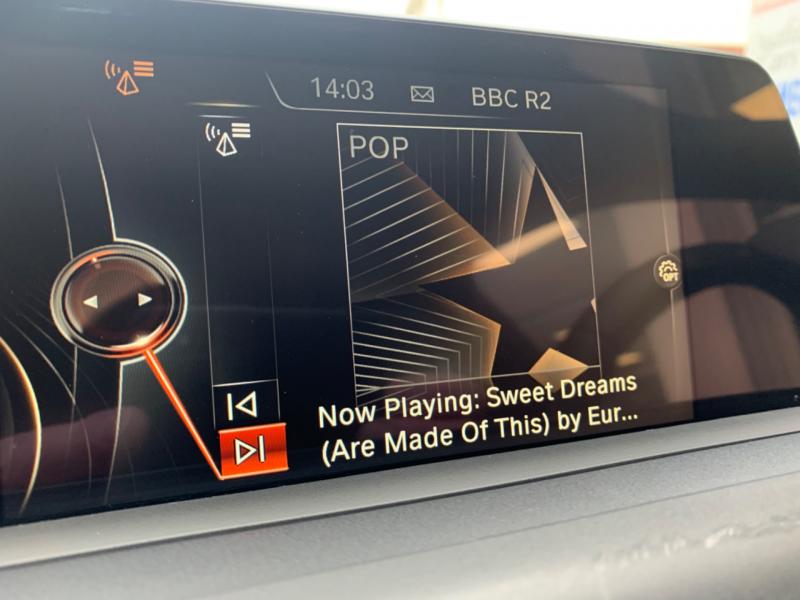 14:03 BBC R2
POP
OPT
Now Playing: Sweet Dreams
(Are Made Of This) by Eur...